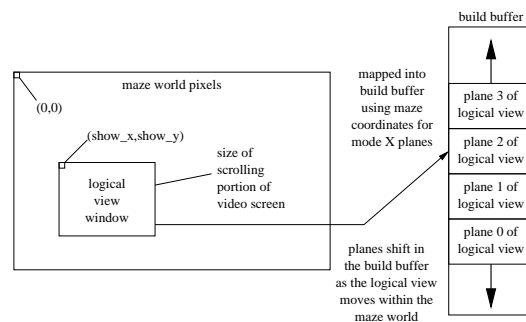 build buffer
maze world pixels
(0,0)
(show_x,show_y)
logical
view
window
size of
scrolling
portion of
video screen
mapped into
build buffer
using maze
coordinates for
mode X planes
plane 3 of
logical view
plane 2 of
logical view
plane 1 of
logical view
plane 0 of
logical view
planes shift in
the build buffer
as the logical view
moves within the
maze world